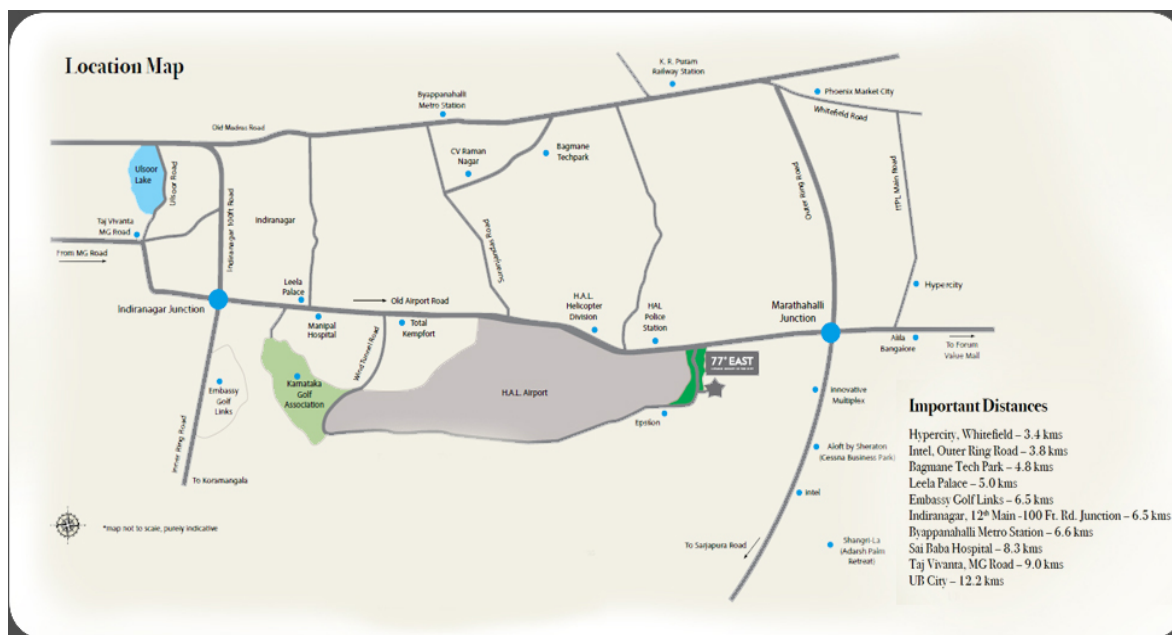 Location Map
K. R. Puram
Railway Station
Phoenix Market City
Byappanahalli
Metro Station
Whitefield Road
Old Madras Road
CV Raman
Nagar
Bagmane
Techpark
Ulsoor
Lake
Ulsoor Road
Indiranagar 100ft Road
Outer Ring Road
ITPL Main Road
Taj Vivanta
MG Road
Indiranagar
Suranjandas Road
From MG Road
Leela
Palace
Hypercity
Indiranagar Junction
Old Airport Road
H.A.L.
Helicopter
Division
HAL
Police
Station
Marathahalli
Junction
Manipal
Hospital
Total
Kempfort
Wind Tunnel Road
Bangalore
To Forum
Value Mall
77° EAST
Embassy
Golf
Links
Karnataka
Golf
Association
H.A.L. Airport
Innovative
Multiplex
Epsilon
Inner Ring Road
Aloft by Sheraton
(Cessna Business Park)
To Koramangala
Intel
*map not to scale, purely indicative
To Sarjapura Road
Shangri-La
(Adarsh Palm
Retreat)
Important Distances
Hypercity, Whitefield – 3.4 kms
Intel, Outer Ring Road – 3.8 kms
Bagmane Tech Park – 4.8 kms
Leela Palace – 5.0 kms
Embassy Golf Links – 6.5 kms
Indiranagar, 12th Main -100 Ft. Rd. Junction – 6.5 kms
Byappanahalli Metro Station – 6.6 kms
Sai Baba Hospital – 8.3 kms
Taj Vivanta, MG Road – 9.0 kms
UB City – 12.2 kms